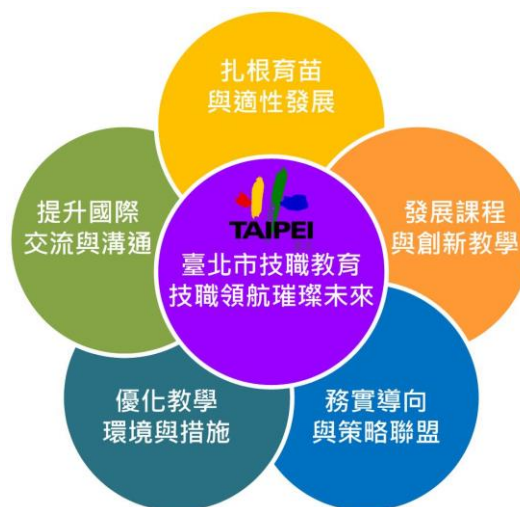 扎根育苗
與適性發展
提升國際
交流與溝通
TAIPEI
臺北市技職教育
技職領航璀璨未來
發展課程
與創新教學
優化教學
環境與措施
務實導向
與策略聯盟